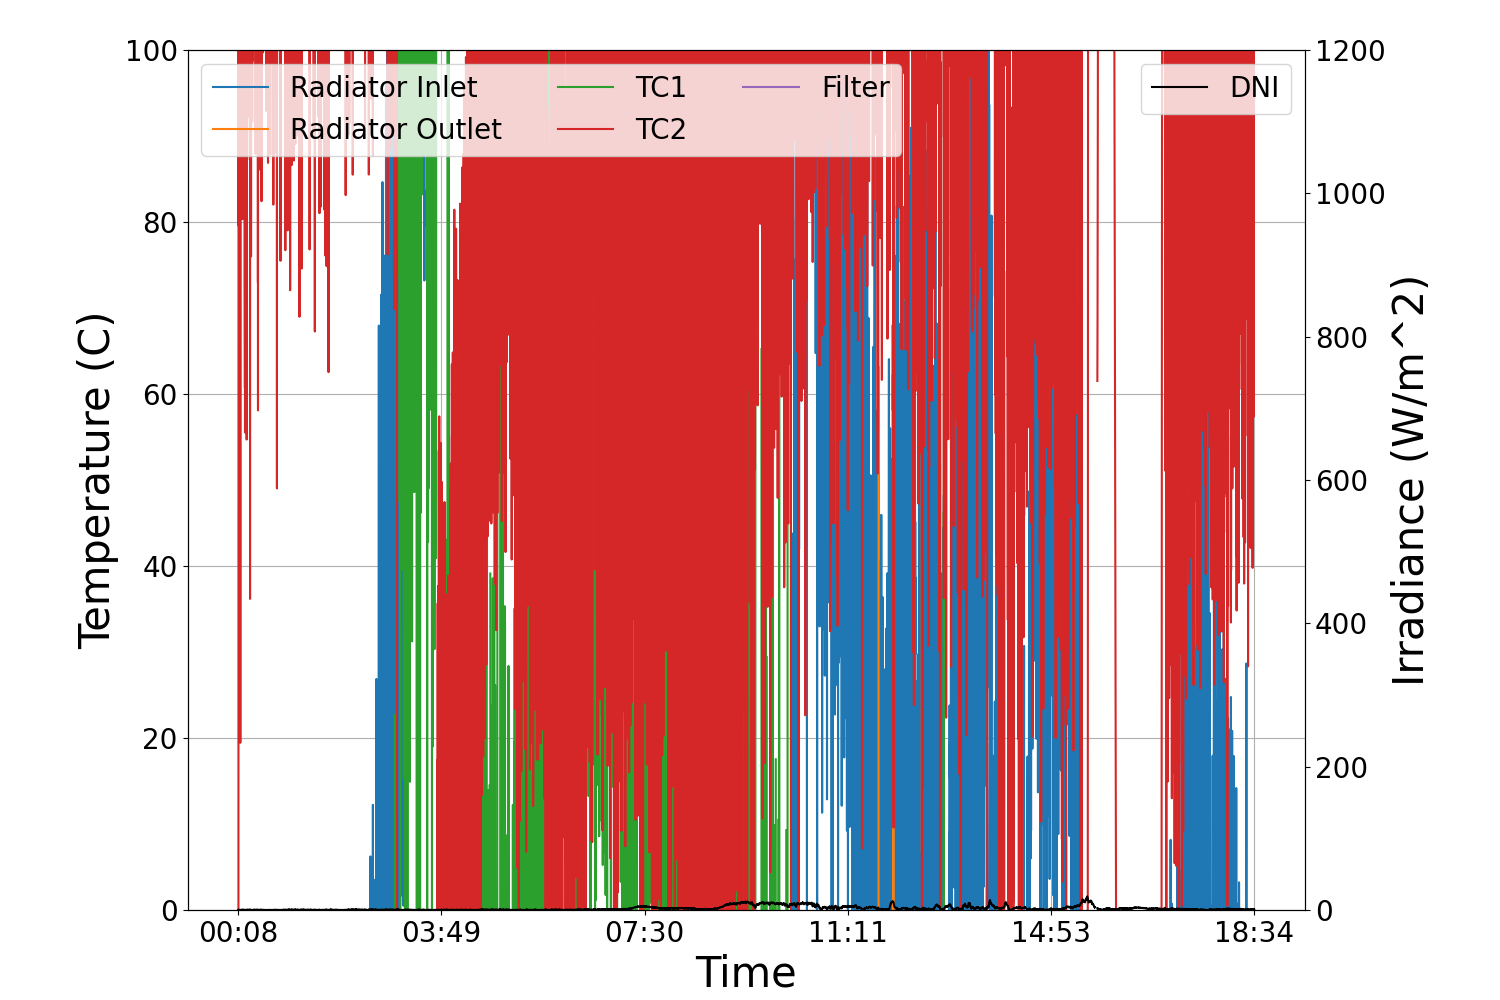 100
80
60
40
20
0
Temperature (C)
Radiator Inlet
Radiator Outlet
TC1
TC2
Filter
DNI
1200
1000
800
600
400
200
0
Irradiance (W/m^2)
00:08 03:49 07:30 11:11 14:53 18:34
Time